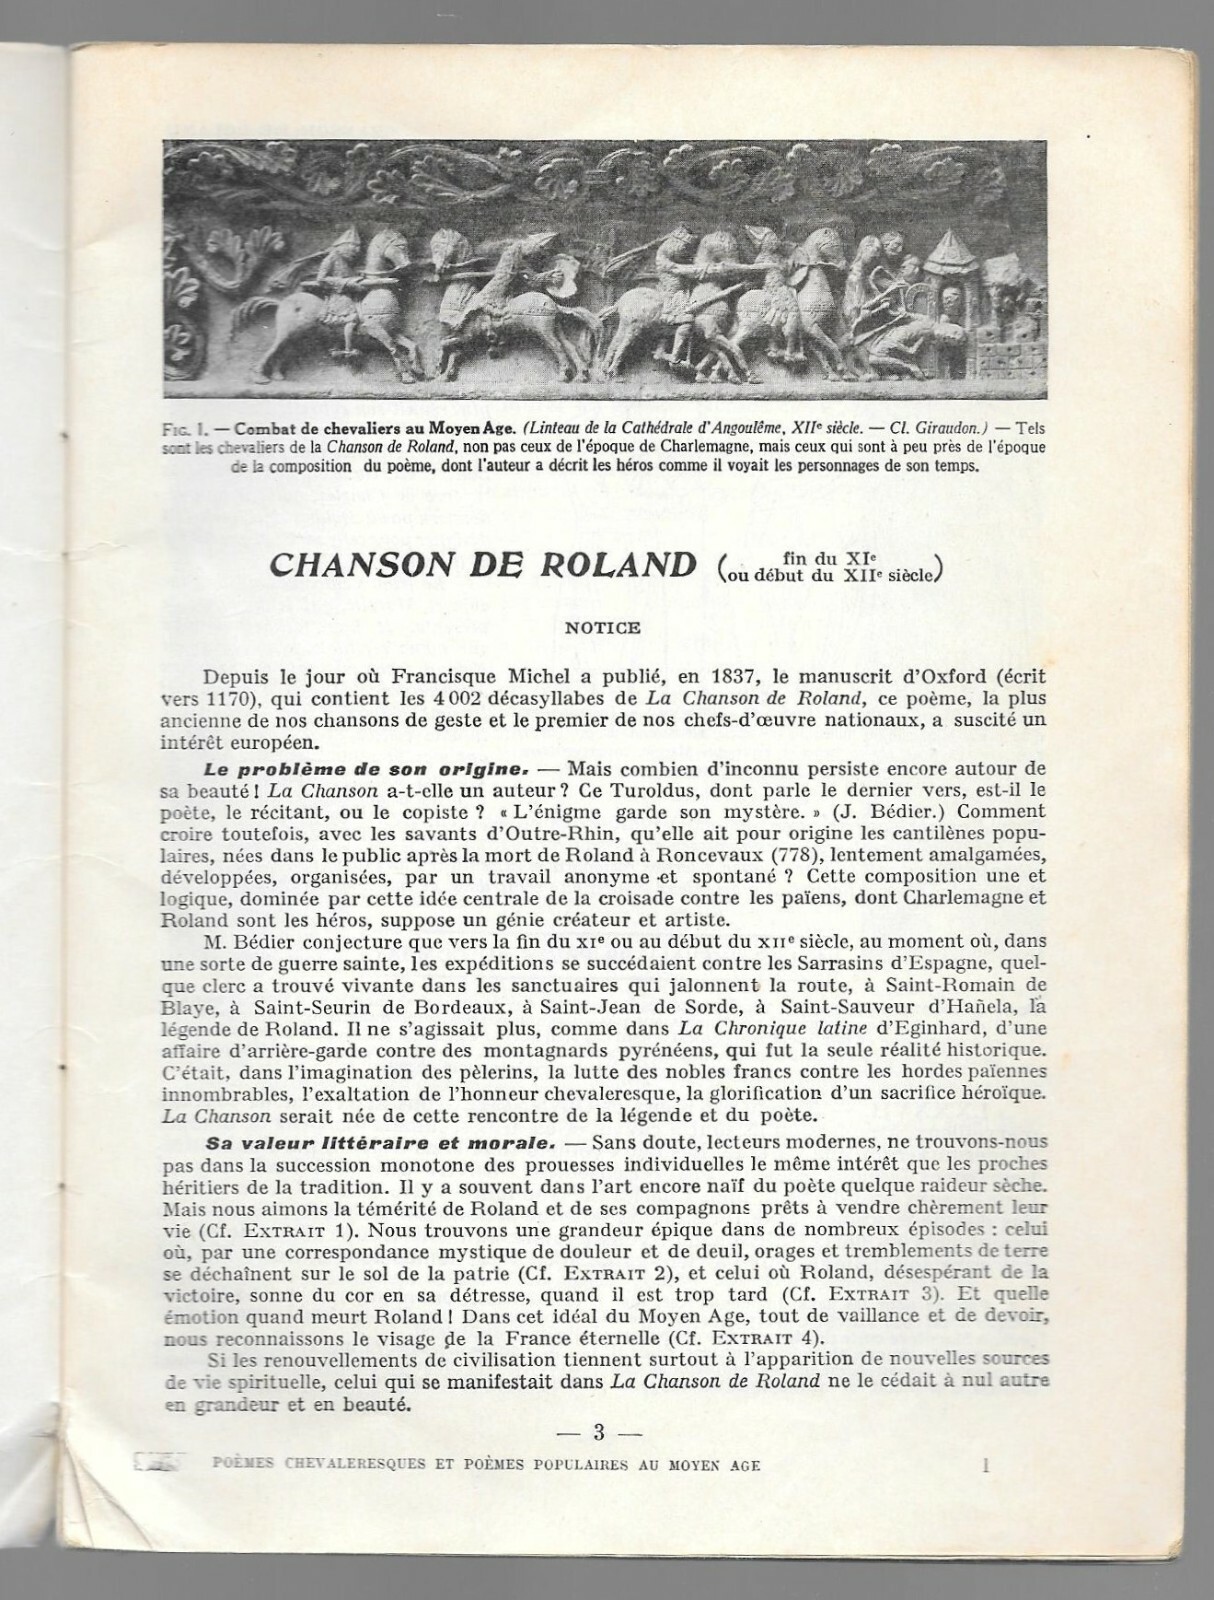 FIG. 1. — Combat de chevaliers au Moyen Age. (Linteau de la Cathédrale d'Angoulême, XIIe siècle. — Cl. Giraudon.) — Tels
sont les chevaliers de la Chanson de Roland, non pas ceux de l'époque de Charlemagne, mais ceux qui sont à peu près de l'époque
de la composition du poème, dont l'auteur a décrit les héros comme il voyait les personnages de son temps.
CHANSON DE ROLAND (fin du XIe
ou début du XIIe siècle)
NOTICE
Depuis le jour où Francisque Michel a publié, en 1837, le manuscrit d'Oxford (écrit
vers 1170), qui contient les 4 002 décasyllabes de La Chanson de Roland, ce poème, la plus
ancienne de nos chansons de geste et le premier de nos chefs-d'œuvre nationaux, a suscité un
intérêt européen.
Le problème de son origine. — Mais combien d'inconnu persiste encore autour de
sa beauté ! La Chanson a-t-elle un auteur ? Ce Turoldus, dont parle le dernier vers, est-il le
poète, le récitant, ou le copiste ? « L'énigme garde son mystère. » (J. Bédier.) Comment
croire toutefois, avec les savants d'Outre-Rhin, qu'elle ait pour origine les cantilènes popu-
laires, nées dans le public après la mort de Roland à Roncevaux (778), lentement amalgamées,
développées, organisées, par un travail anonyme et spontané ? Cette composition une et
logique, dominée par cette idée centrale de la croisade contre les païens, dont Charlemagne et
Roland sont les héros, suppose un génie créateur et artiste.
M. Bédier conjecture que vers la fin du XIe ou au début du XIIe siècle, au moment où, dans
une sorte de guerre sainte, les expéditions se succédaient contre les Sarrasins d'Espagne, quel-
que clerc a trouvé vivante dans les sanctuaires qui jalonnent la route, à Saint-Romain de
Blaye, à Saint-Seurin de Bordeaux, à Saint-Jean de Sorde, à Saint-Sauveur d'Hañela, la
légende de Roland. Il ne s'agissait plus, comme dans La Chronique latine d'Eginhard, d'une
affaire d'arrière-garde contre des montagnards pyrénéens, qui fut la seule réalité historique.
C'était, dans l'imagination des pèlerins, la lutte des nobles francs contre les hordes païennes
innombrables, l'exaltation de l'honneur chevaleresque, la glorification d'un sacrifice héroïque.
La Chanson serait née de cette rencontre de la légende et du poète.
Sa valeur littéraire et morale. — Sans doute, lecteurs modernes, ne trouvons-nous
pas dans la succession monotone des prouesses individuelles le même intérêt que les proches
héritiers de la tradition. Il y a souvent dans l'art encore naïf du poète quelque raideur sèche.
Mais nous aimons la témérité de Roland et de ses compagnons prêts à vendre chèrement leur
vie (Cf. EXTRAIT 1). Nous trouvons une grandeur épique dans de nombreux épisodes : celui
où, par une correspondance mystique de douleur et de deuil, orages et tremblements de terre
se déchaînent sur le sol de la patrie (Cf. EXTRAIT 2), et celui où Roland, désespérant de la
victoire, sonne du cor en sa détresse, quand il est trop tard (Cf. EXTRAIT 3). Et quelle
émotion quand meurt Roland ! Dans cet idéal du Moyen Age, tout de vaillance et de devoir,
nous reconnaissons le visage de la France éternelle (Cf. EXTRAIT 4).
Si les renouvellements de civilisation tiennent surtout à l'apparition de nouvelles sources
de vie spirituelle, celui qui se manifestait dans La Chanson de Roland ne le cédait à nul autre
en grandeur et en beauté.
— 3 —
POÈMES CHEVALERESQUES ET POÈMES POPULAIRES AU MOYEN AGE 1